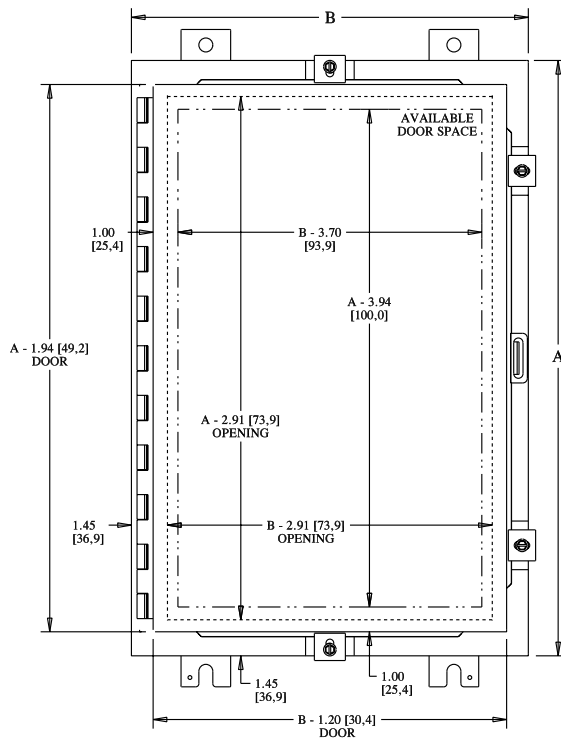 B
AVAILABLE
DOOR SPACE
1.00
[25,4]
B - 3.70
[93,9]
A - 3.94
[100,0]
A - 1.94 [49,2]
DOOR
A
A - 2.91 [73,9]
OPENING
1.45
[36,9]
B - 2.91 [73,9]
OPENING
1.45
[36,9]
1.00
[25,4]
B - 1.20 [30,4]
DOOR